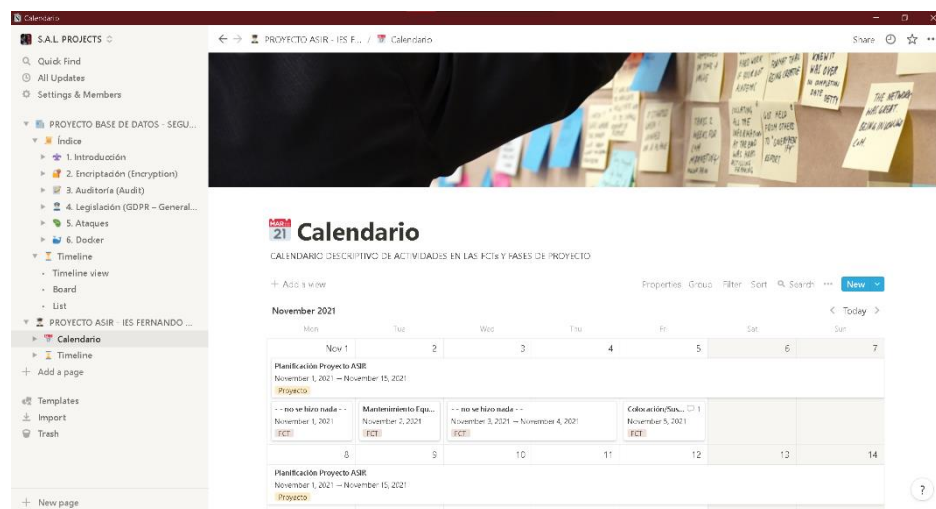 Calendario
S.A.L. PROJECTS
PROYECTO ASIR - IES F... / Calendario
Share
Quick Find
All Updates
Settings & Members
PROYECTO BASE DE DATOS - SEGU...
Índice
1. Introducción
2. Encriptación (Encryption)
3. Auditoría (Audit)
4. Legislación (GDPR – General...
5. Ataques
6. Docker
Timeline
Timeline view
Board
List
PROYECTO ASIR - IES FERNANDO ...
Calendario
Timeline
+ Add a page
Templates
Import
Trash
+ New page
THE NETWORK
WAS GREAT
21 Calendario
CALENDARIO DESCRIPTIVO DE ACTIVIDADES EN LAS FCTs Y FASES DE PROYECTO
+ Add a view
Properties Group Filter Sort Search ... New
November 2021
< Today >
Mon Tue Wed Thu Fri Sat Sun
Nov 1 2 3 4 5 6 7
Planificación Proyecto ASIR
November 1, 2021 → November 15, 2021
Proyecto
- - no se hizo nada - - Mantenimiento Equ... - - no se hizo nada - - Colocación/Sus... 1
November 1, 2021 November 2, 2021 November 3, 2021 → November 4, 2021 November 5, 2021
FCT FCT FCT FCT
8 9 10 11 12 13 14
Planificación Proyecto ASIR
November 1, 2021 → November 15, 2021
Proyecto
?